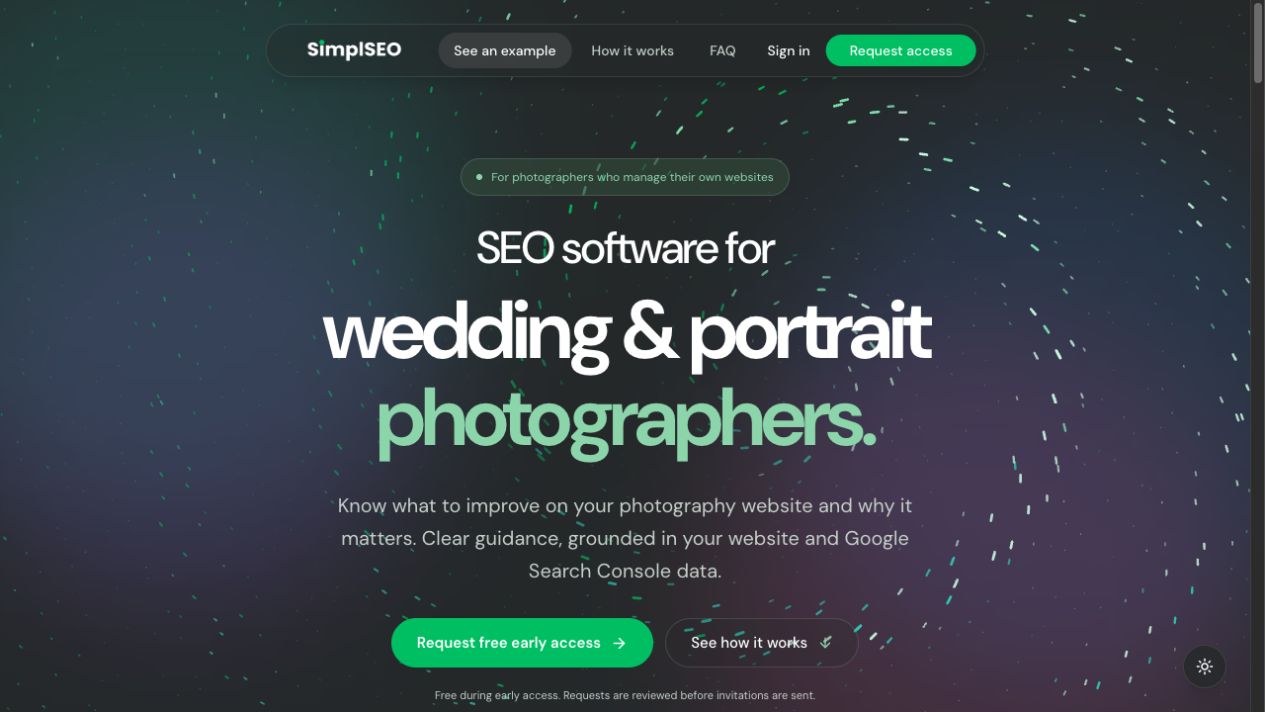 SimplSEO
See an example
How it works
FAQ
Sign in
Request access
For photographers who manage their own websites
SEO software for
wedding & portrait
photographers.
Know what to improve on your photography website and why it
matters. Clear guidance, grounded in your website and Google
Search Console data.
Request free early access →
See how it works ↓
Free during early access. Requests are reviewed before invitations are sent.